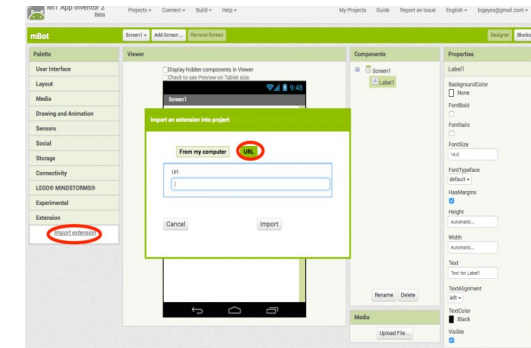 MIT App Inventor 2
Beta
Projects Connect Build Help
My Projects Guide Report an Issue English bigeyex@gmail.com
mBot
Screen1 Add Screen ... Remove Screen
Designer Blocks
Palette
User Interface
Layout
Media
Drawing and Animation
Sensors
Social
Storage
Connectivity
LEGO® MINDSTORMS®
Experimental
Extension
Import extension
Viewer
Display hidden components in Viewer
Check to see Preview on Tablet size.
9:48
Screen1
Import an extension into project
From my computer URL
Url:
Cancel Import
Components
Screen1
Label1
Rename Delete
Media
Upload File ...
Properties
Label1
BackgroundColor
None
FontBold
FontItalic
FontSize
14.0
FontTypeface
default
HasMargins
Height
Automatic...
Width
Automatic...
Text
Text for Label1
TextAlignment
left
TextColor
Black
Visible